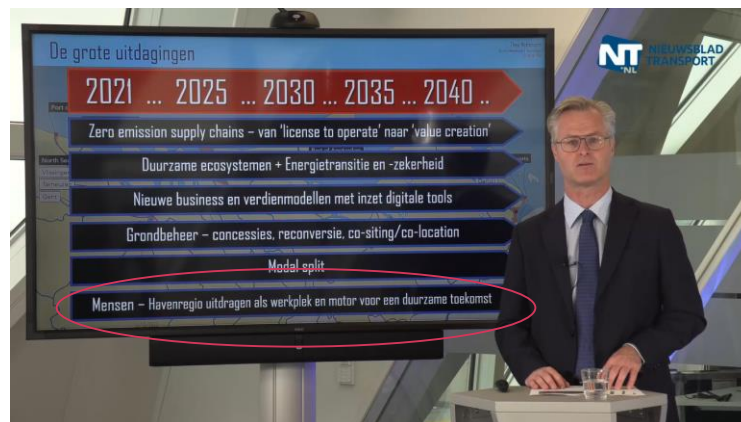 De grote uitdagingen
NT
.NL
NIEUWSBLAD
TRANSPORT
2021 ... 2025 ... 2030 ... 2035 ... 2040 ..
Zero emission supply chains – van 'license to operate' naar 'value creation'
Duurzame ecosystemen + Energietransitie en -zekerheid
Nieuwe business en verdienmodellen met inzet digitale tools
Grondbeheer – concessies, reconversie, co-siting/co-location
Modal split
Mensen – Havenregio uitdragen als werkplek en motor voor een duurzame toekomst